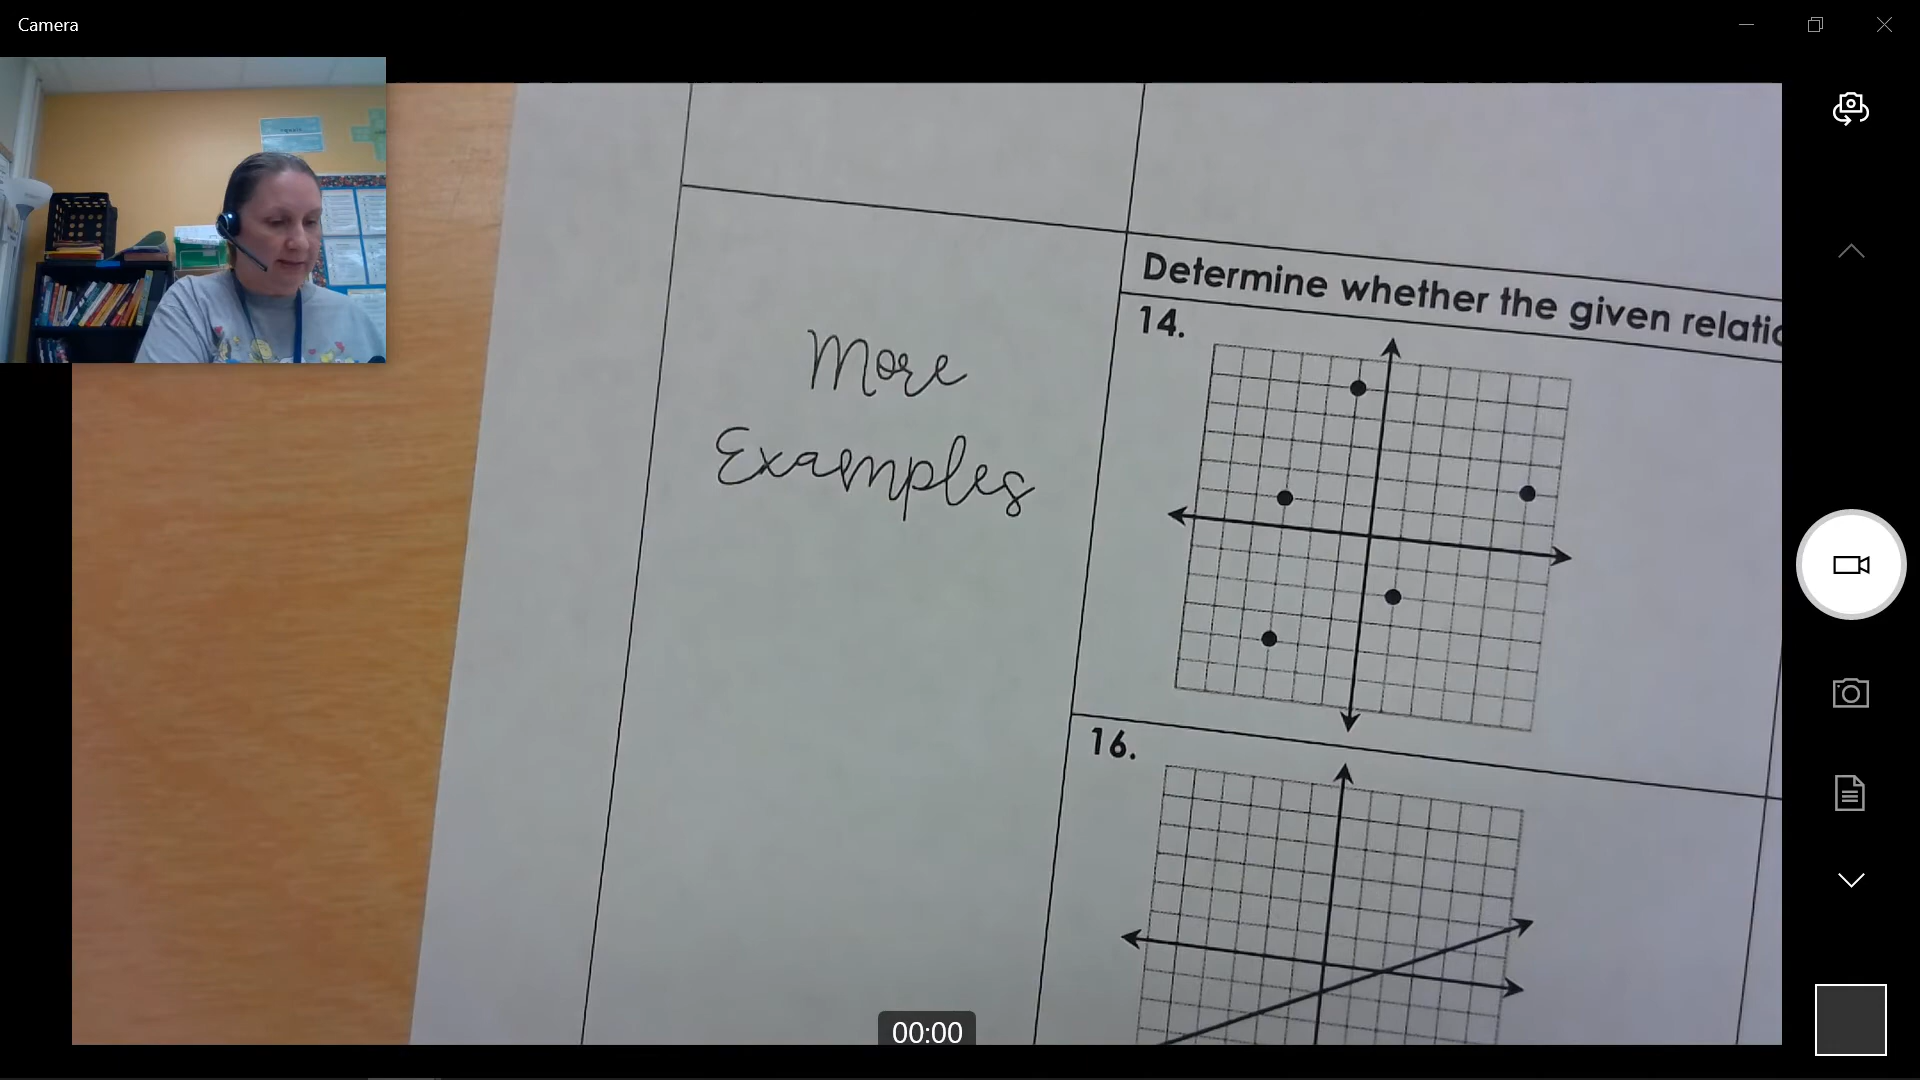 Camera
Determine whether the given relatio
14.
More
Examples
16.
00:00